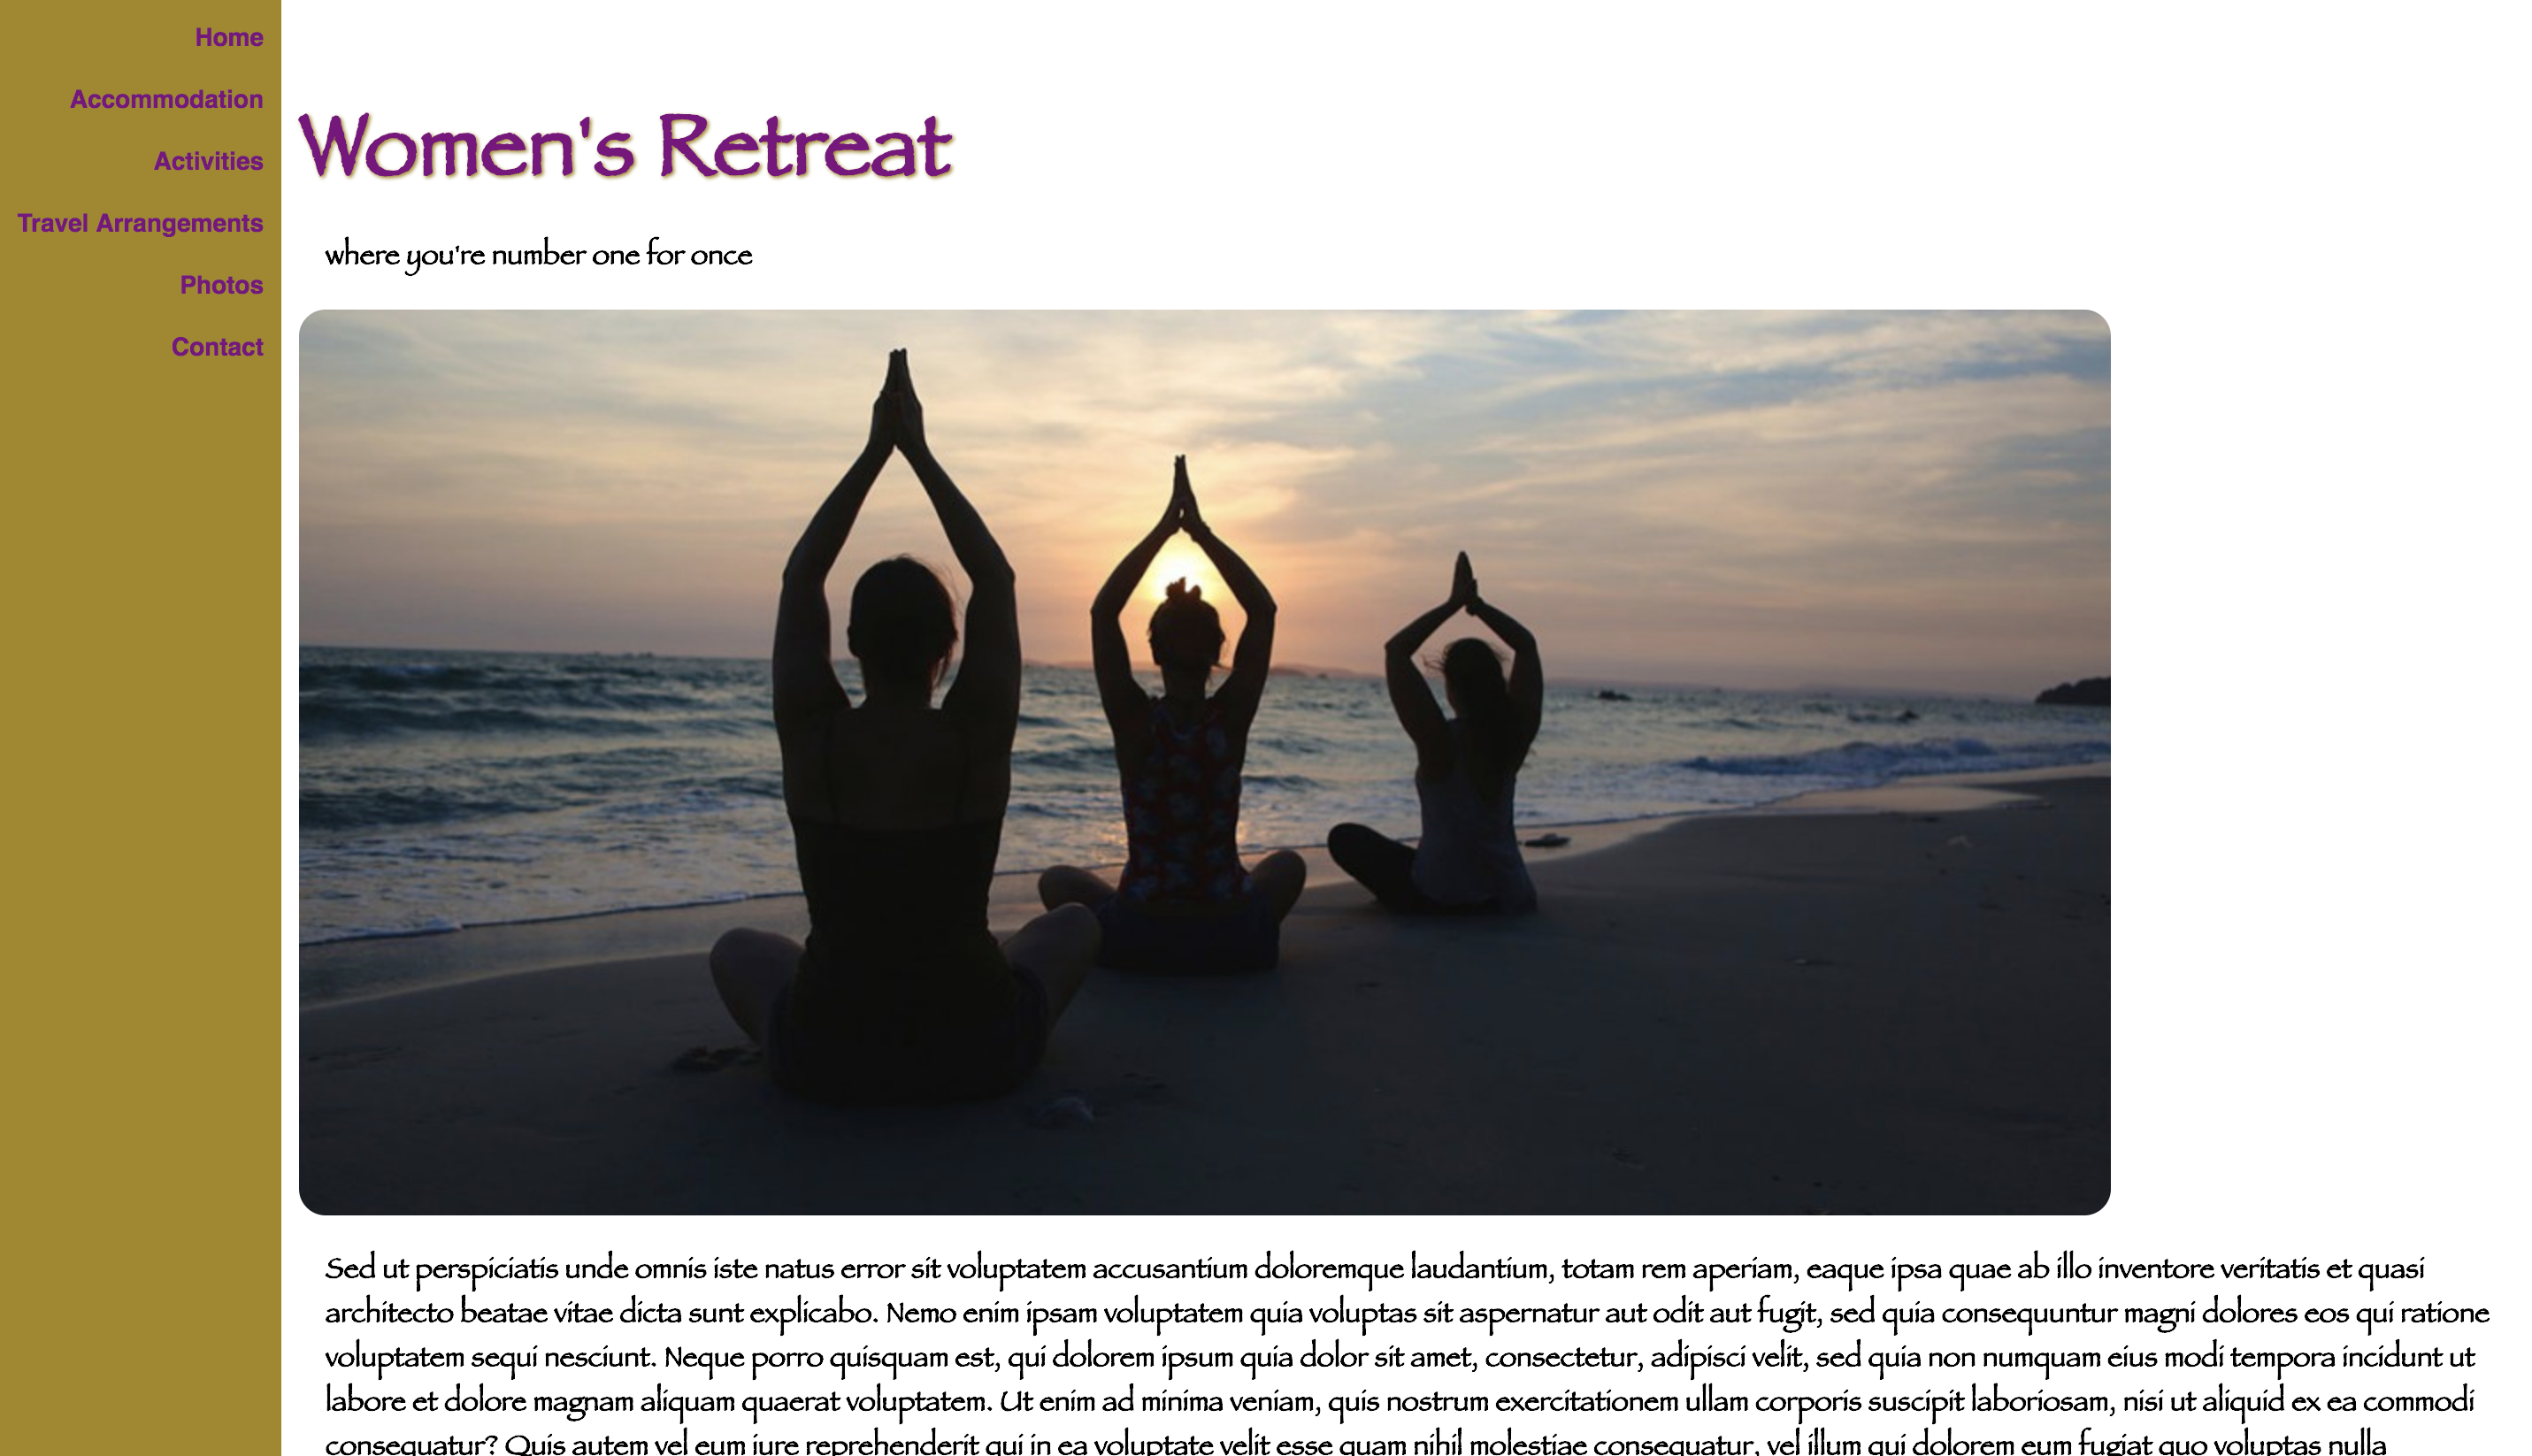 Home
Accommodation
Activities
Travel Arrangements
Photos
Contact
Women's Retreat
where you're number one for once
Sed ut perspiciatis unde omnis iste natus error sit voluptatem accusantium doloremque laudantium, totam rem aperiam, eaque ipsa quae ab illo inventore veritatis et quasi
architecto beatae vitae dicta sunt explicabo. Nemo enim ipsam voluptatem quia voluptas sit aspernatur aut odit aut fugit, sed quia consequuntur magni dolores eos qui ratione
voluptatem sequi nesciunt. Neque porro quisquam est, qui dolorem ipsum quia dolor sit amet, consectetur, adipisci velit, sed quia non numquam eius modi tempora incidunt ut
labore et dolore magnam aliquam quaerat voluptatem. Ut enim ad minima veniam, quis nostrum exercitationem ullam corporis suscipit laboriosam, nisi ut aliquid ex ea commodi
consequatur? Quis autem vel eum iure reprehenderit qui in ea voluptate velit esse quam nihil molestiae consequatur, vel illum qui dolorem eum fugiat quo voluptas nulla